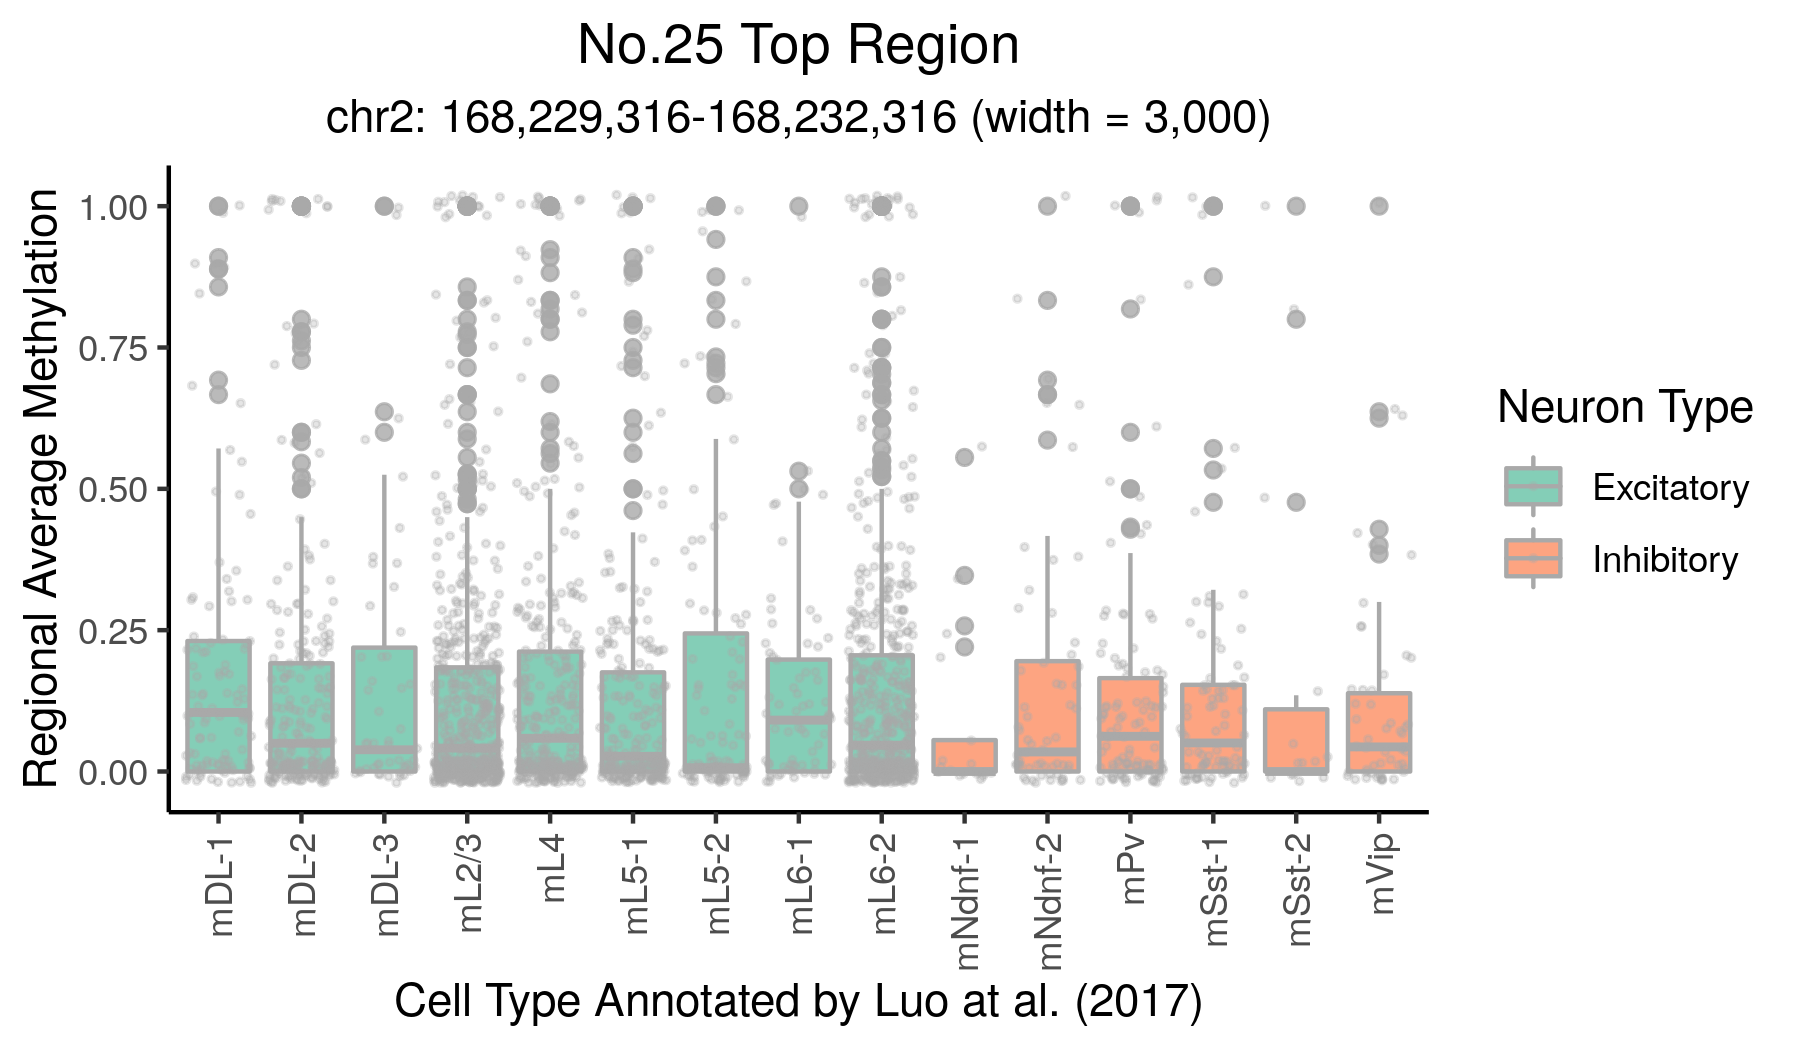 No.25 Top Region
chr2: 168,229,316-168,232,316 (width = 3,000)
Regional Average Methylation
1.00
0.75
0.50
0.25
0.00
mDL-1
mDL-2
mDL-3
mL2/3
mL4
mL5-1
mL5-2
mL6-1
mL6-2
mNdnf-1
mNdnf-2
mPv
mSst-1
mSst-2
mVip
Cell Type Annotated by Luo at al. (2017)
Neuron Type
Excitatory
Inhibitory